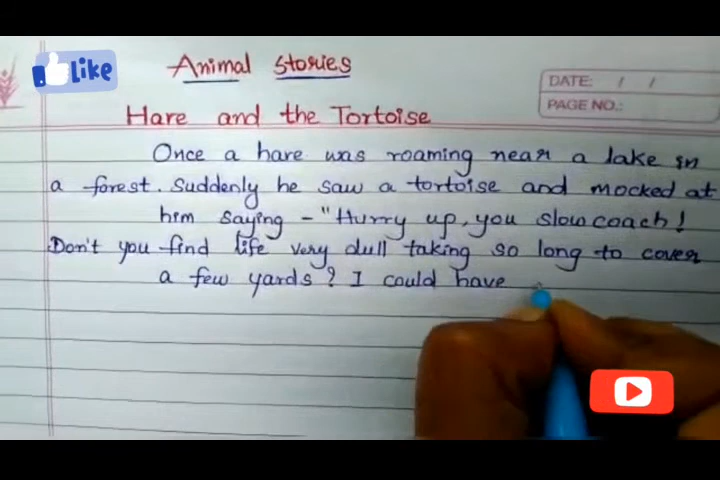 Like
Animal Stories
DATE: / /
PAGE NO.:
Hare and the Tortoise
Once a hare was roaming near a lake in
a forest. Suddenly he saw a tortoise and mocked at
him saying - "Hurry up, you slow coach!
Don't you find life very dull taking so long to cover
a few yards? I could have